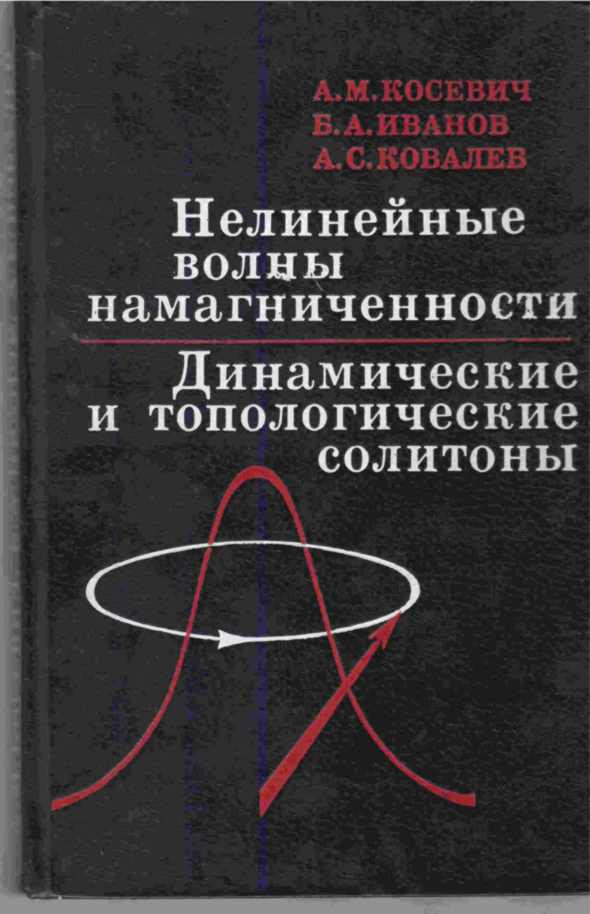 А.М.КОСЕВИЧ
Б.А.ИВАНОВ
А.С.КОВАЛЕВ
Нелинейные
волны
намагниченности
Динамические
и топологические
солитоны